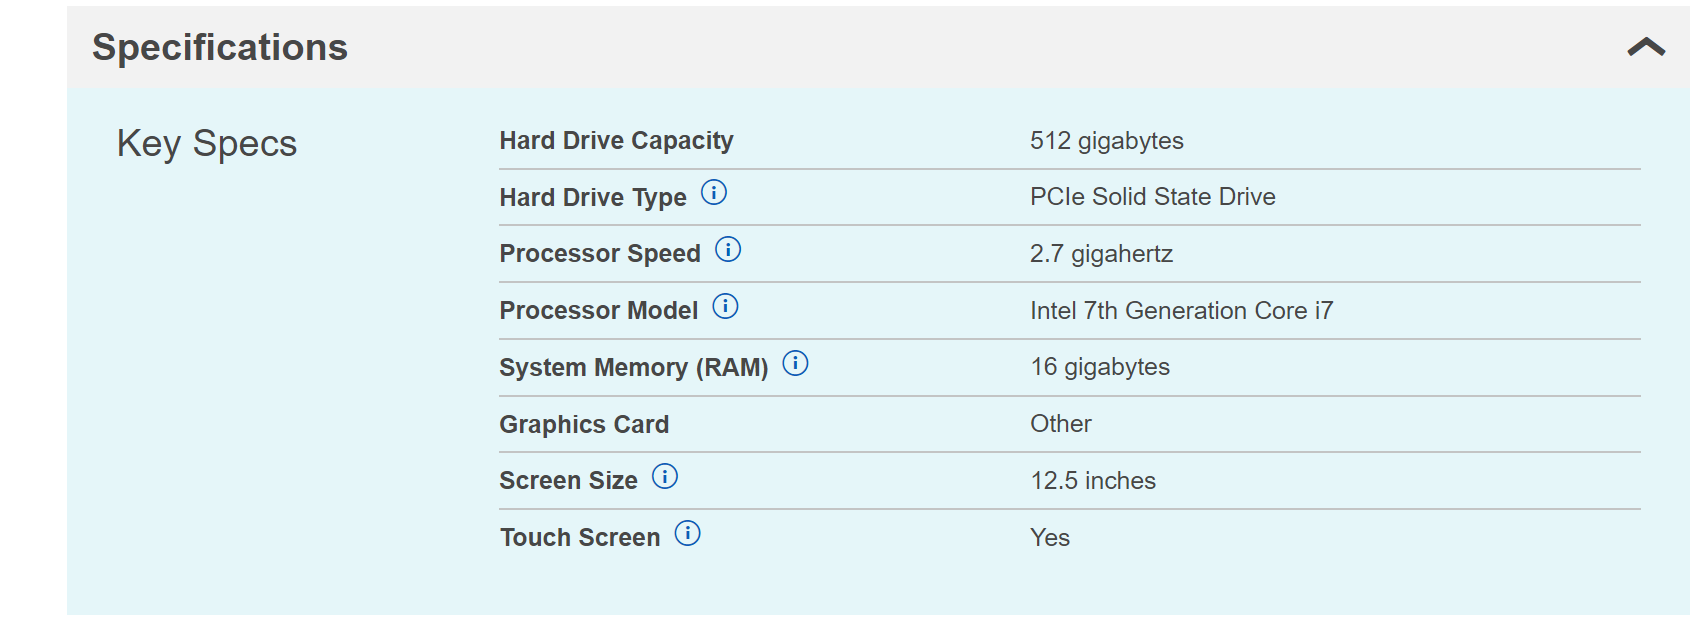 Specifications
Key Specs
Hard Drive Capacity 512 gigabytes
Hard Drive Type PCIe Solid State Drive
Processor Speed 2.7 gigahertz
Processor Model Intel 7th Generation Core i7
System Memory (RAM) 16 gigabytes
Graphics Card Other
Screen Size 12.5 inches
Touch Screen Yes